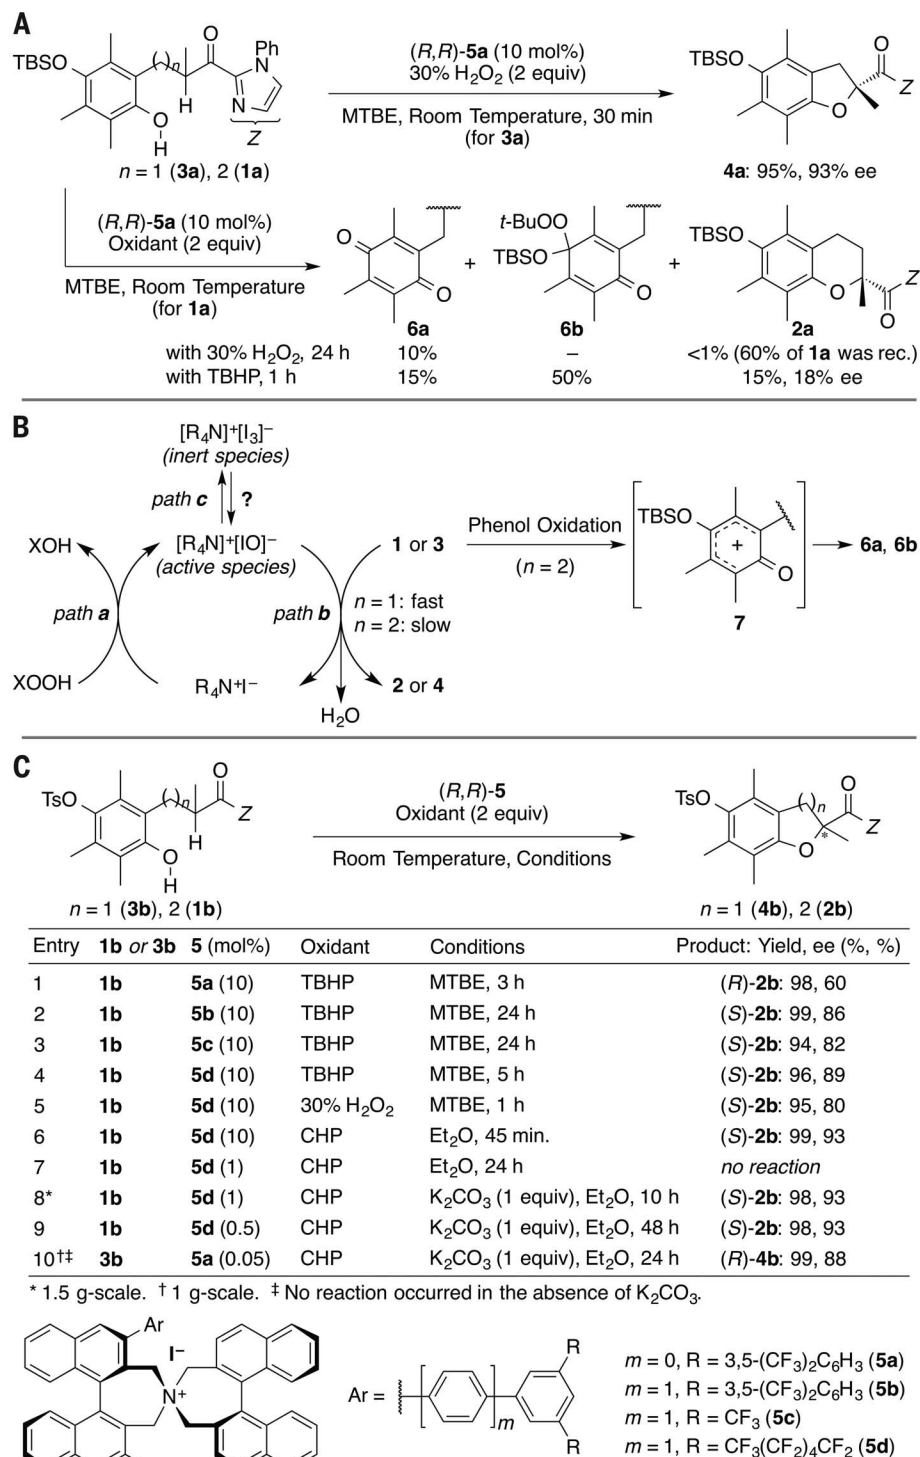 A
TBSO
n
O
Ph
N
N
H
O
H
Z
n = 1 (3a), 2 (1a)
(R,R)-5a (10 mol%)
30% H₂O₂ (2 equiv)
MTBE, Room Temperature, 30 min
(for 3a)
TBSO
O
O
Z
4a: 95%, 93% ee
(R,R)-5a (10 mol%)
Oxidant (2 equiv)
MTBE, Room Temperature
(for 1a)
O
O
6a
+
t-BuOO
TBSO
O
6b
+
TBSO
O
Z
O
2a
with 30% H₂O₂, 24 h 10% – <1% (60% of 1a was rec.)
with TBHP, 1 h 15% 50% 15%, 18% ee
B
[R₄N]⁺[I₃]⁻
(inert species)
path c ?
XOH [R₄N]⁺[IO]⁻ 1 or 3
(active species)
path a path b n = 1: fast
n = 2: slow
XOOH R₄N⁺I⁻ 2 or 4
H₂O
Phenol Oxidation
(n = 2)
TBSO
+
O
7
6a, 6b
C
TsO
n
O
Z
H
O
H
n = 1 (3b), 2 (1b)
(R,R)-5
Oxidant (2 equiv)
Room Temperature, Conditions
TsO
n
O
Z
O
*
n = 1 (4b), 2 (2b)
Entry 1b or 3b 5 (mol%) Oxidant Conditions Product: Yield, ee (%, %)
1 1b 5a (10) TBHP MTBE, 3 h (R)-2b: 98, 60
2 1b 5b (10) TBHP MTBE, 24 h (S)-2b: 99, 86
3 1b 5c (10) TBHP MTBE, 24 h (S)-2b: 94, 82
4 1b 5d (10) TBHP MTBE, 5 h (S)-2b: 96, 89
5 1b 5d (10) 30% H₂O₂ MTBE, 1 h (S)-2b: 95, 80
6 1b 5d (10) CHP Et₂O, 45 min. (S)-2b: 99, 93
7 1b 5d (1) CHP Et₂O, 24 h no reaction
8* 1b 5d (1) CHP K₂CO₃ (1 equiv), Et₂O, 10 h (S)-2b: 98, 93
9 1b 5d (0.5) CHP K₂CO₃ (1 equiv), Et₂O, 48 h (S)-2b: 98, 93
10†‡ 3b 5a (0.05) CHP K₂CO₃ (1 equiv), Et₂O, 24 h (R)-4b: 99, 88
* 1.5 g-scale. † 1 g-scale. ‡ No reaction occurred in the absence of K₂CO₃.
Ar
I⁻
N⁺
Ar =
m
R
R
m = 0, R = 3,5-(CF₃)₂C₆H₃ (5a)
m = 1, R = 3,5-(CF₃)₂C₆H₃ (5b)
m = 1, R = CF₃ (5c)
m = 1, R = CF₃(CF₂)₄CF₂ (5d)